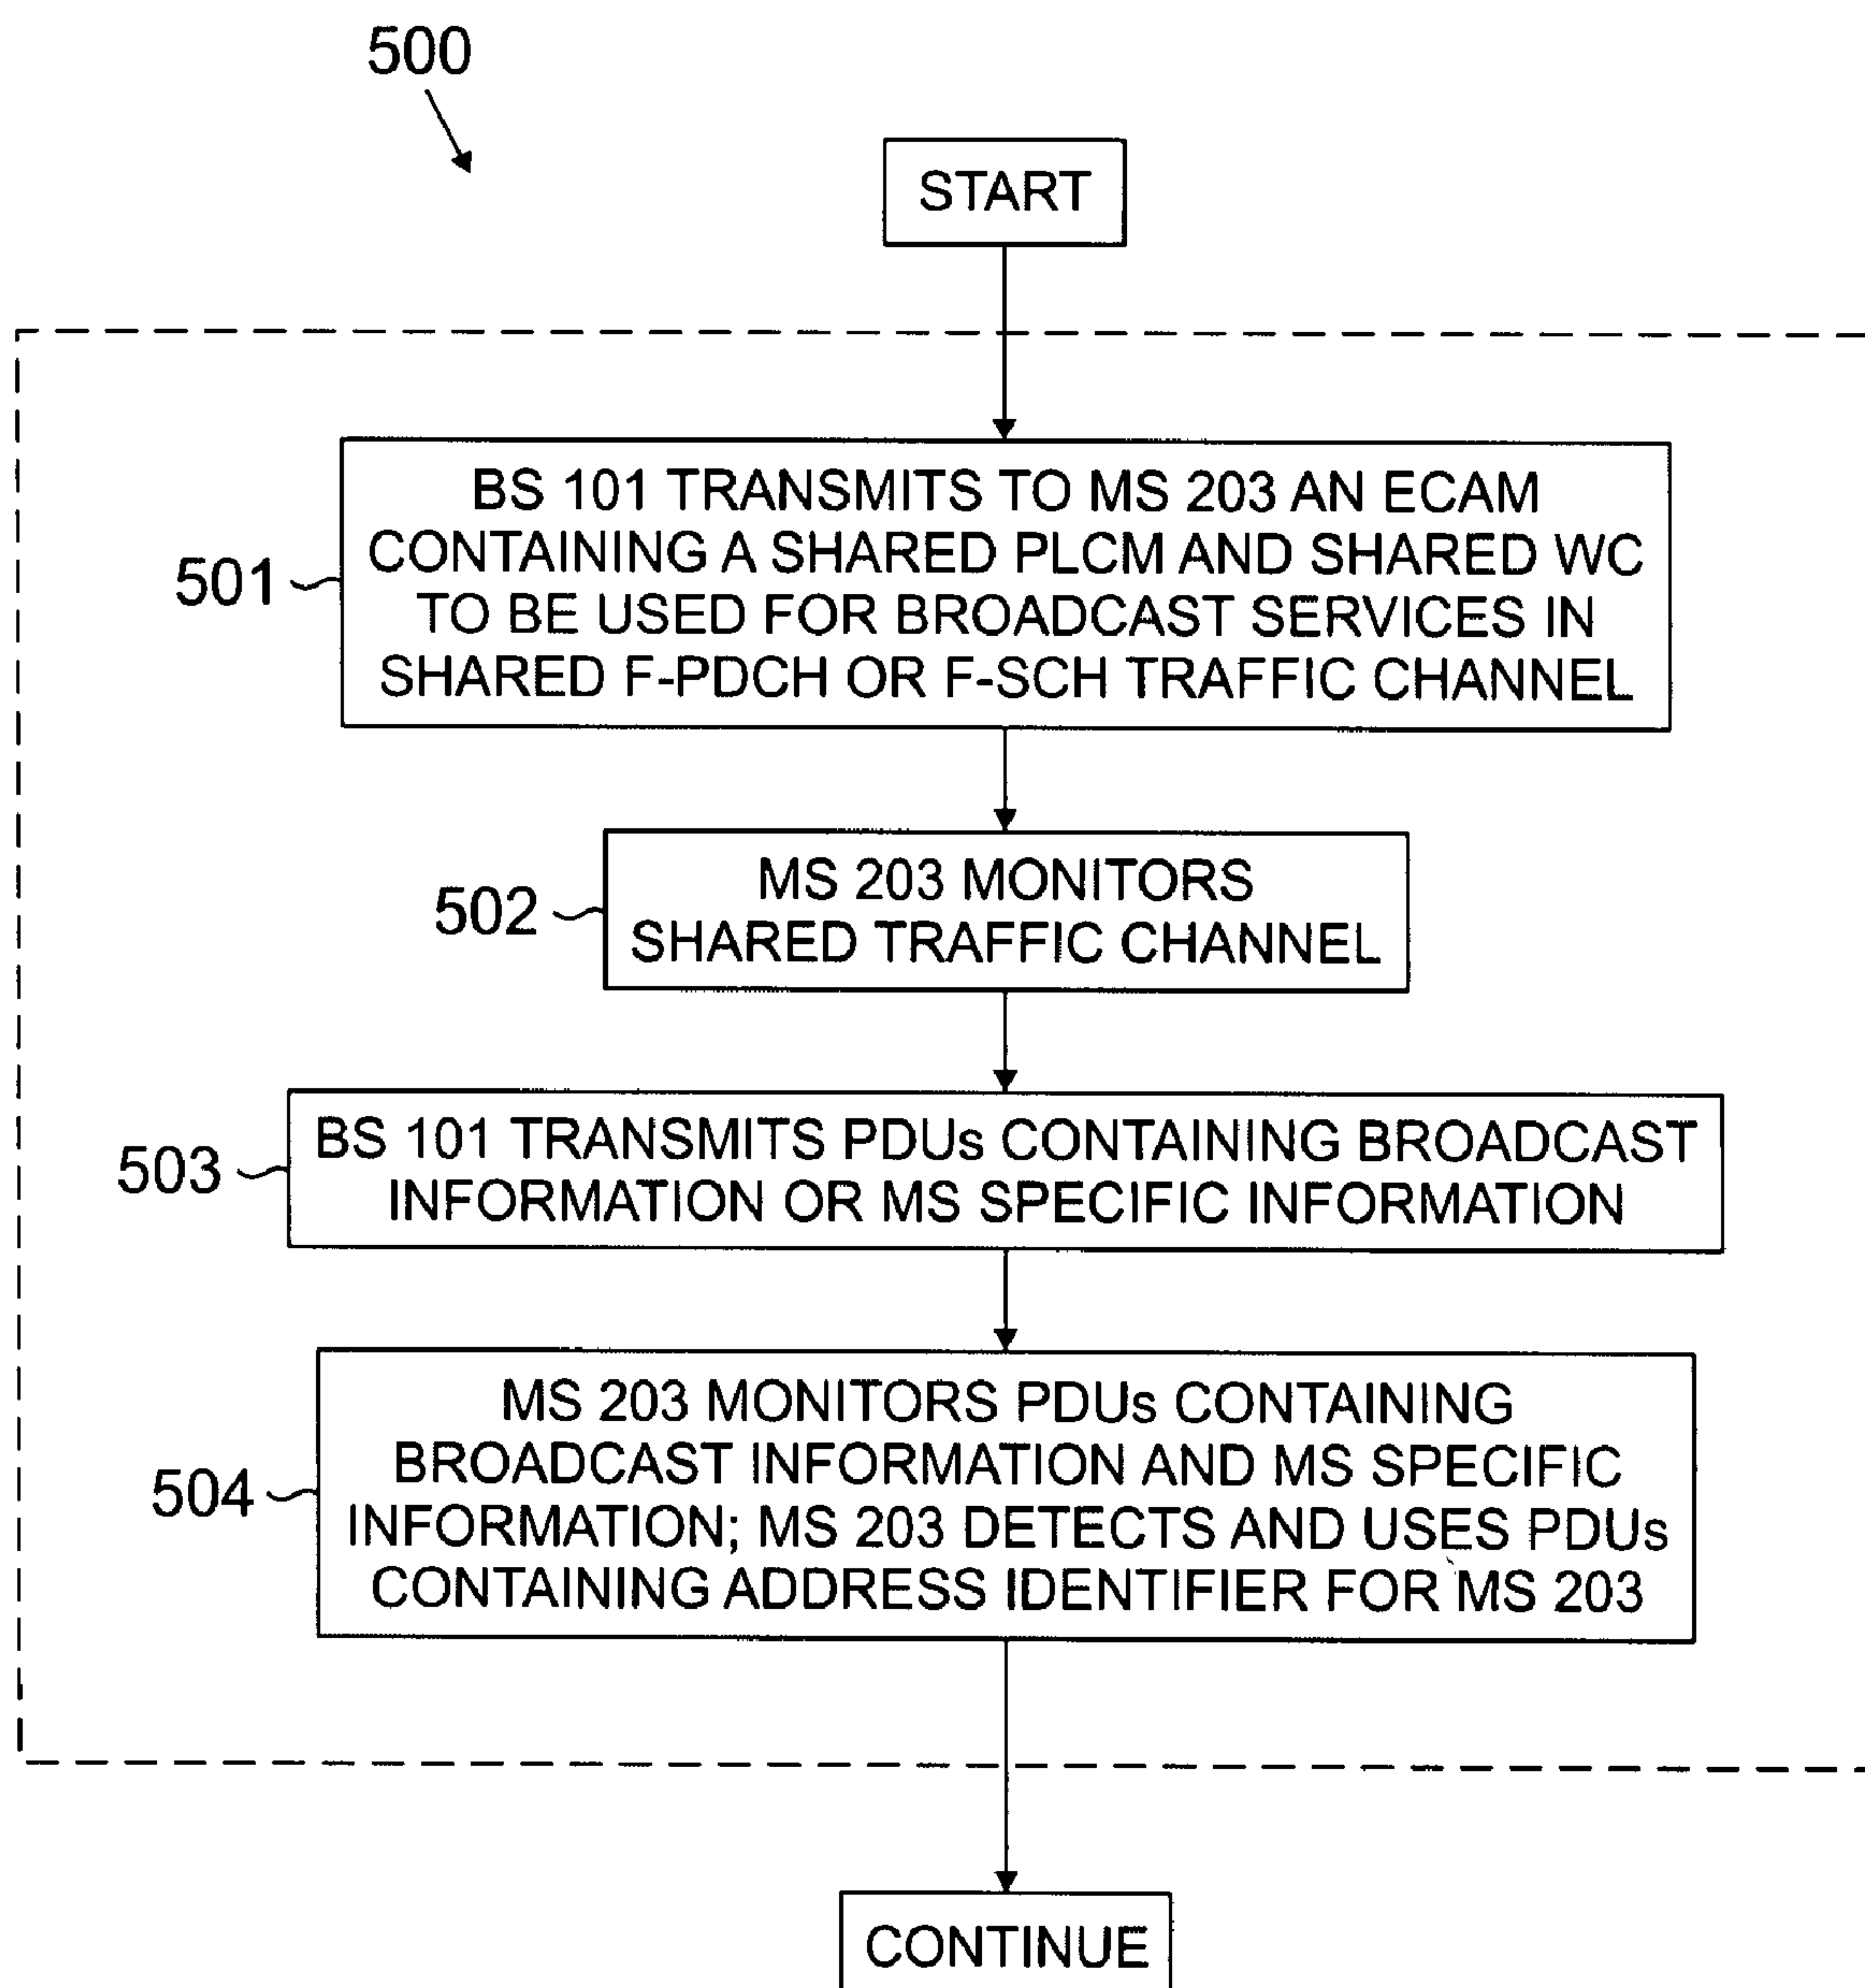 500
START
501
BS 101 TRANSMITS TO MS 203 AN ECAM
CONTAINING A SHARED PLCM AND SHARED WC
TO BE USED FOR BROADCAST SERVICES IN
SHARED F-PDCH OR F-SCH TRAFFIC CHANNEL
502
MS 203 MONITORS
SHARED TRAFFIC CHANNEL
503
BS 101 TRANSMITS PDUs CONTAINING BROADCAST
INFORMATION OR MS SPECIFIC INFORMATION
504
MS 203 MONITORS PDUs CONTAINING
BROADCAST INFORMATION AND MS SPECIFIC
INFORMATION; MS 203 DETECTS AND USES PDUs
CONTAINING ADDRESS IDENTIFIER FOR MS 203
CONTINUE